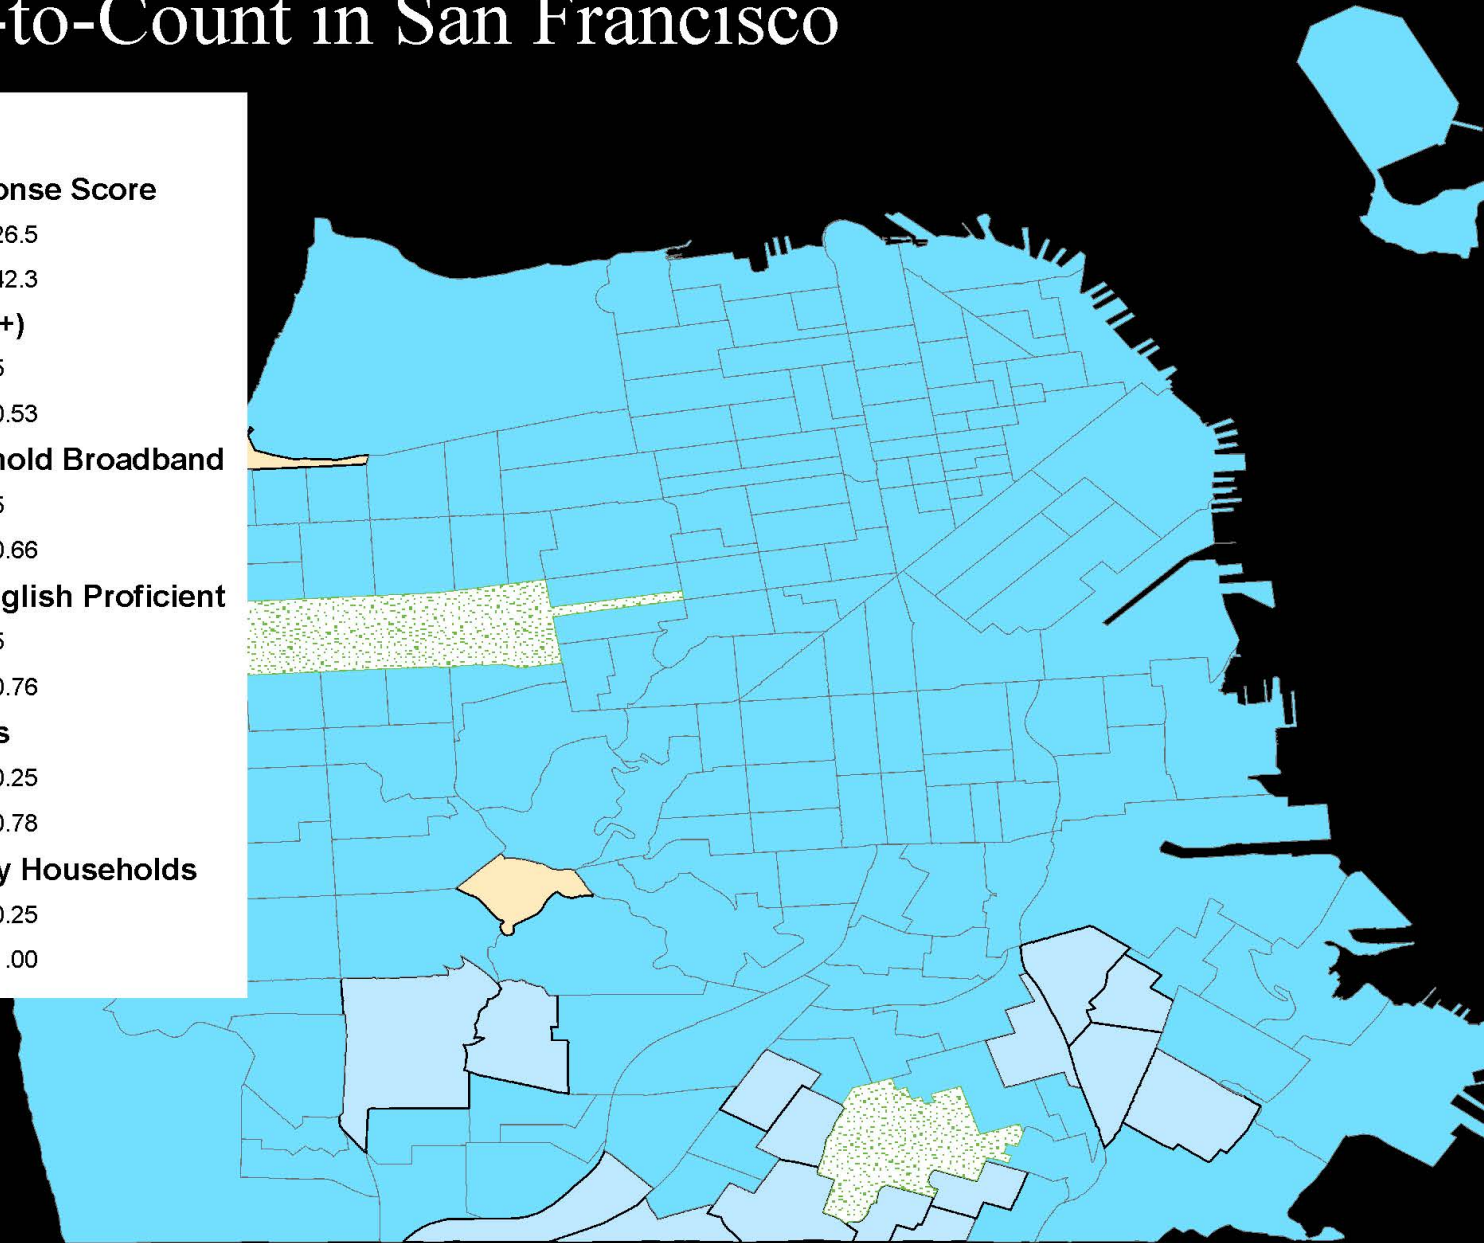 -to-Count in San Francisco
onse Score
26.5
42.3
+)
5
0.53
hold Broadband
5
0.66
glish Proficient
5
0.76
s
0.25
0.78
y Households
0.25
.00